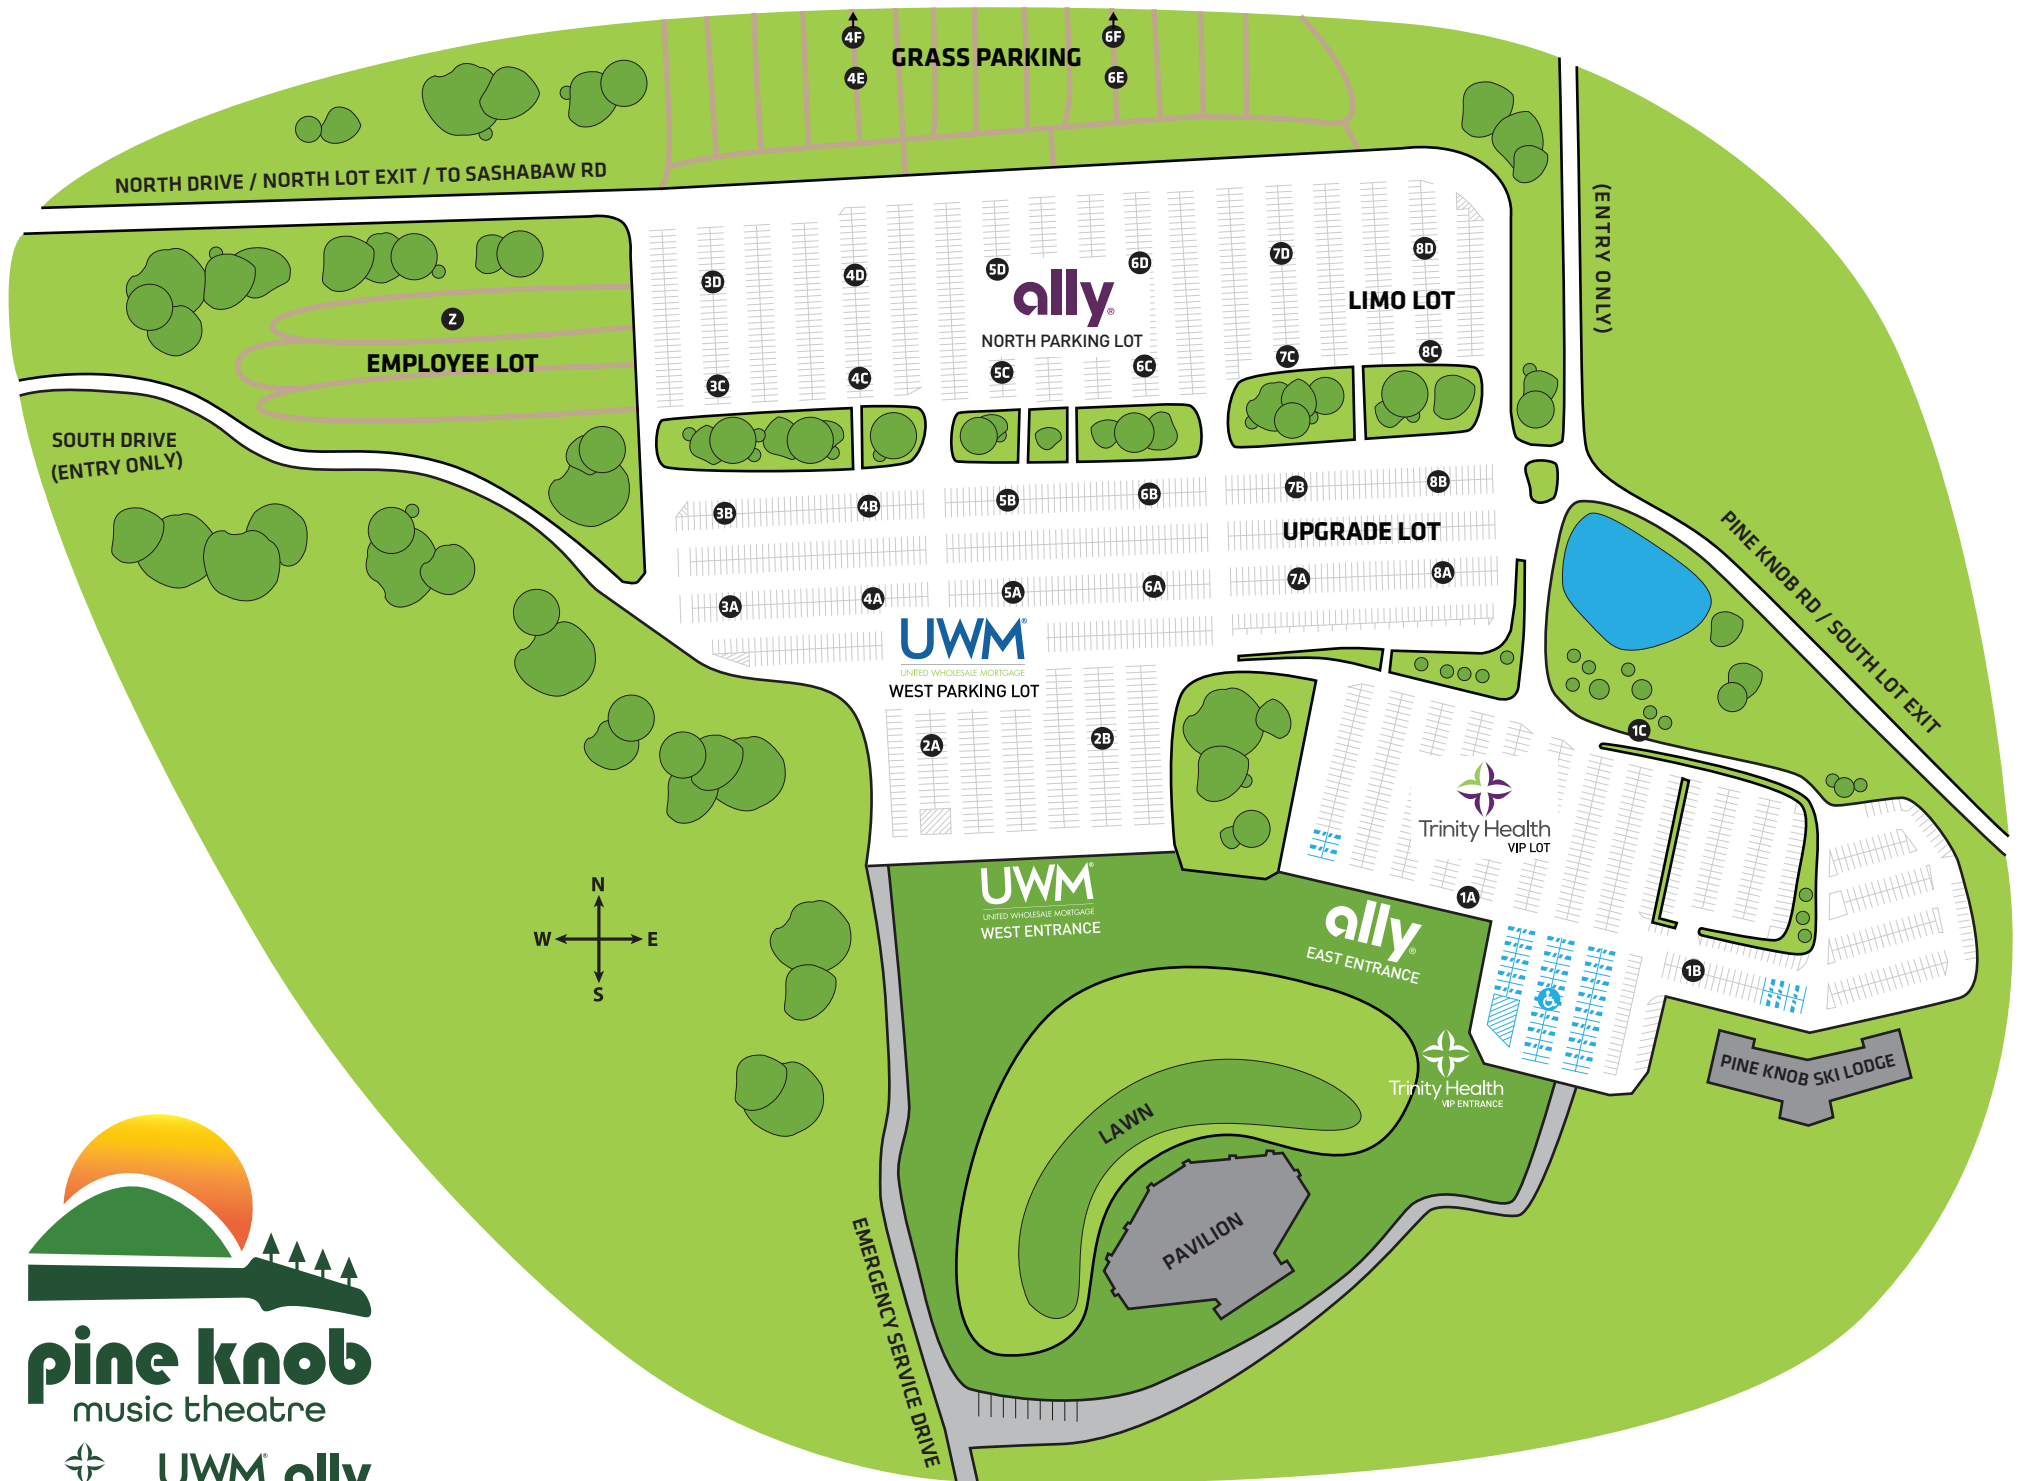 4F
6F
GRASS PARKING
4E
6E
NORTH DRIVE / NORTH LOT EXIT / TO SASHABAW RD
(ENTRY ONLY)
3D
4D
5D
6D
7D
8D
ally®
NORTH PARKING LOT
LIMO LOT
Z
EMPLOYEE LOT
3C
4C
5C
6C
7C
8C
SOUTH DRIVE
(ENTRY ONLY)
3B
4B
5B
6B
7B
8B
UPGRADE LOT
PINE KNOB RD / SOUTH LOT EXIT
3A
4A
5A
6A
7A
8A
UWM®
UNITED WHOLESALE MORTGAGE
WEST PARKING LOT
2A
2B
1C
Trinity Health
VIP LOT
1A
1B
UWM®
UNITED WHOLESALE MORTGAGE
WEST ENTRANCE
ally®
EAST ENTRANCE
N
W
E
S
Trinity Health
VIP ENTRANCE
PINE KNOB SKI LODGE
LAWN
PAVILION
EMERGENCY SERVICE DRIVE
pine knob
music theatre
UWM® ally